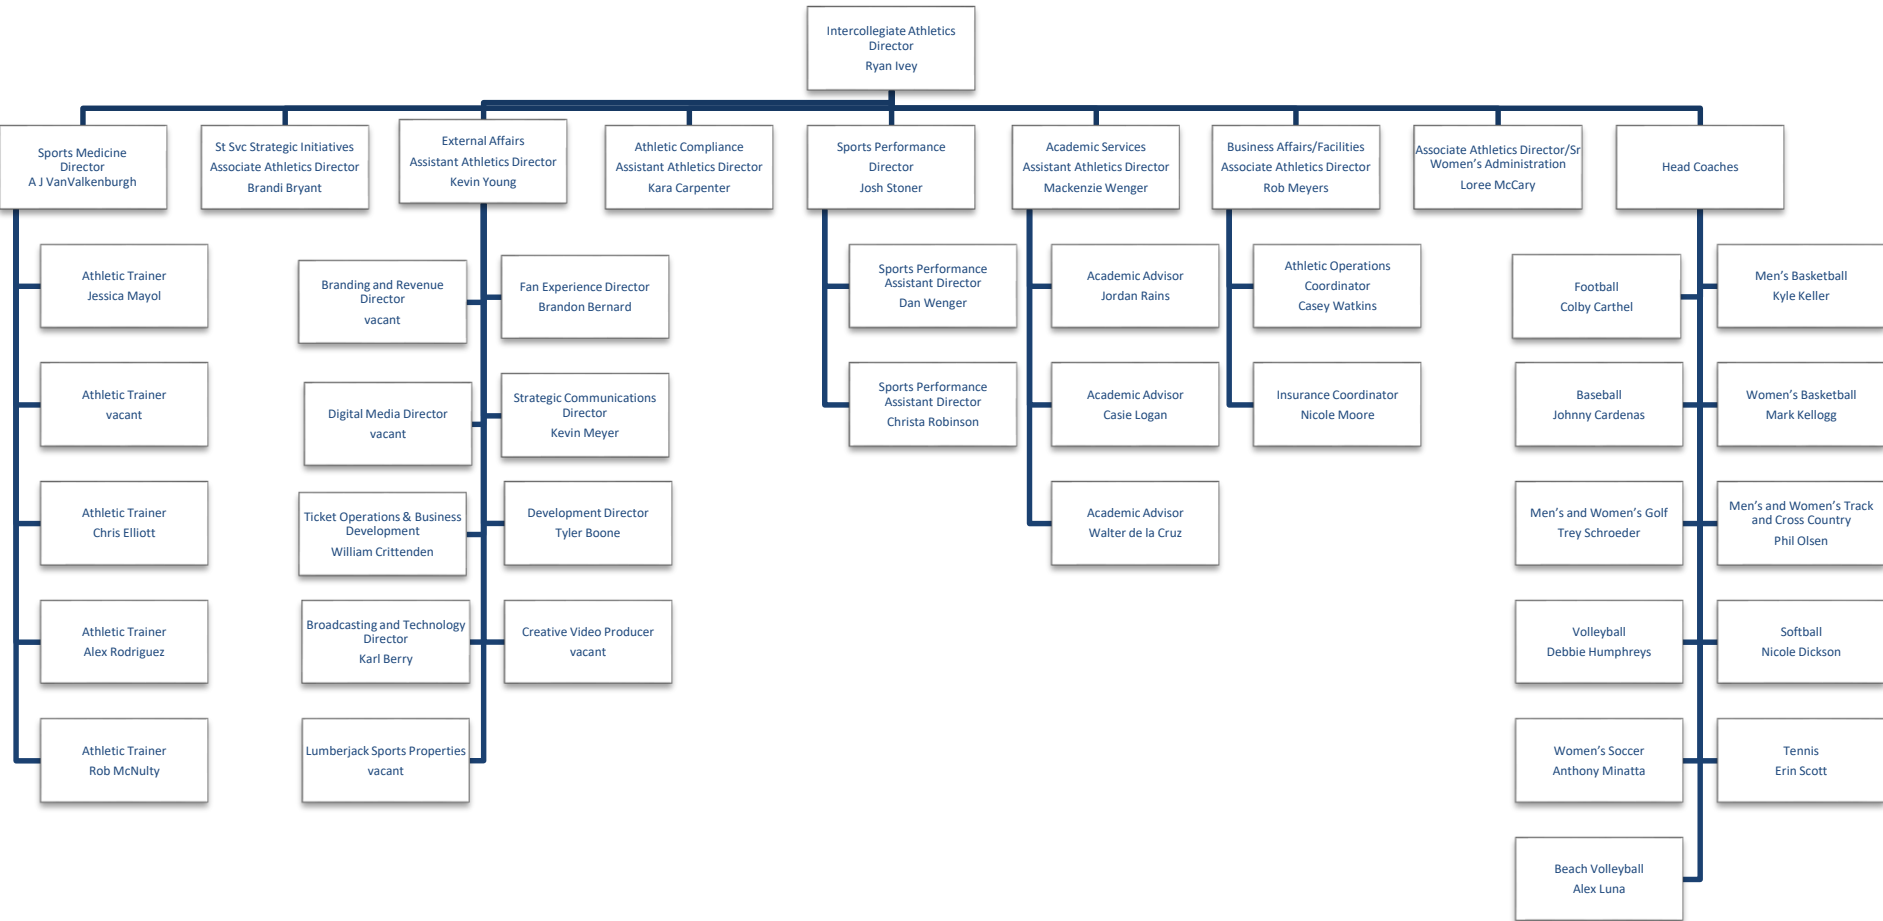 Intercollegiate Athletics
Director
Ryan Ivey
Sports Medicine
Director
A J VanValkenburgh
St Svc Strategic Initiatives
Associate Athletics Director
Brandi Bryant
External Affairs
Assistant Athletics Director
Kevin Young
Athletic Compliance
Assistant Athletics Director
Kara Carpenter
Sports Performance
Director
Josh Stoner
Academic Services
Assistant Athletics Director
Mackenzie Wenger
Business Affairs/Facilities
Associate Athletics Director
Rob Meyers
Associate Athletics Director/Sr
Women's Administration
Loree McCary
Head Coaches
Athletic Trainer
Jessica Mayol
Athletic Trainer
vacant
Athletic Trainer
Chris Elliott
Athletic Trainer
Alex Rodriguez
Athletic Trainer
Rob McNulty
Branding and Revenue
Director
vacant
Fan Experience Director
Brandon Bernard
Digital Media Director
vacant
Strategic Communications
Director
Kevin Meyer
Ticket Operations & Business
Development
William Crittenden
Development Director
Tyler Boone
Broadcasting and Technology
Director
Karl Berry
Creative Video Producer
vacant
Lumberjack Sports Properties
vacant
Sports Performance
Assistant Director
Dan Wenger
Sports Performance
Assistant Director
Christa Robinson
Academic Advisor
Jordan Rains
Academic Advisor
Casie Logan
Academic Advisor
Walter de la Cruz
Athletic Operations
Coordinator
Casey Watkins
Insurance Coordinator
Nicole Moore
Football
Colby Carthel
Men's Basketball
Kyle Keller
Baseball
Johnny Cardenas
Women's Basketball
Mark Kellogg
Men's and Women's Golf
Trey Schroeder
Men's and Women's Track
and Cross Country
Phil Olsen
Volleyball
Debbie Humphreys
Softball
Nicole Dickson
Women's Soccer
Anthony Minatta
Tennis
Erin Scott
Beach Volleyball
Alex Luna